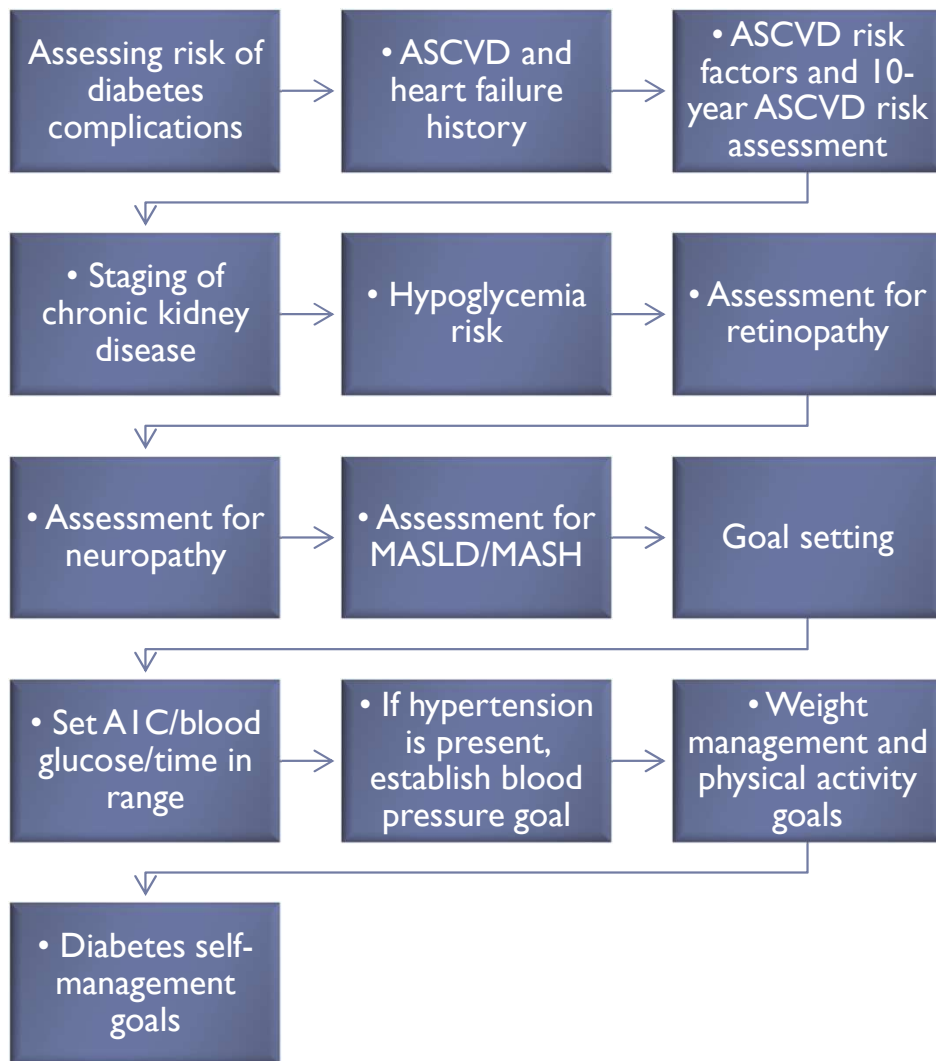 Assessing risk of
diabetes
complications
• ASCVD and
heart failure
history
• ASCVD risk
factors and 10-
year ASCVD risk
assessment
• Staging of
chronic kidney
disease
• Hypoglycemia
risk
• Assessment for
retinopathy
• Assessment for
neuropathy
• Assessment for
MASLD/MASH
Goal setting
• Set A1C/blood
glucose/time in
range
• If hypertension
is present,
establish blood
pressure goal
• Weight
management and
physical activity
goals
• Diabetes self-
management
goals